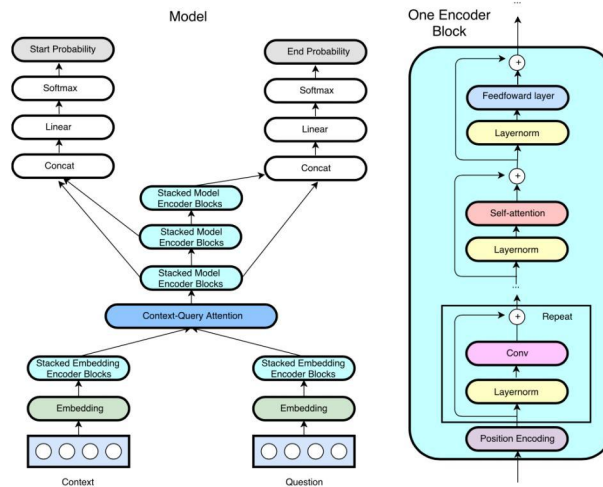 Model
Start Probability
Softmax
Linear
Concat
End Probability
Softmax
Linear
Concat
Stacked Model
Encoder Blocks
Stacked Model
Encoder Blocks
Stacked Model
Encoder Blocks
Context-Query Attention
Stacked Embedding
Encoder Blocks
Embedding
Context
Stacked Embedding
Encoder Blocks
Embedding
Question
One Encoder
Block
...
+
Feedfoward layer
Layernorm
+
Self-attention
Layernorm
...
...
+
Repeat
Conv
Layernorm
Position Encoding